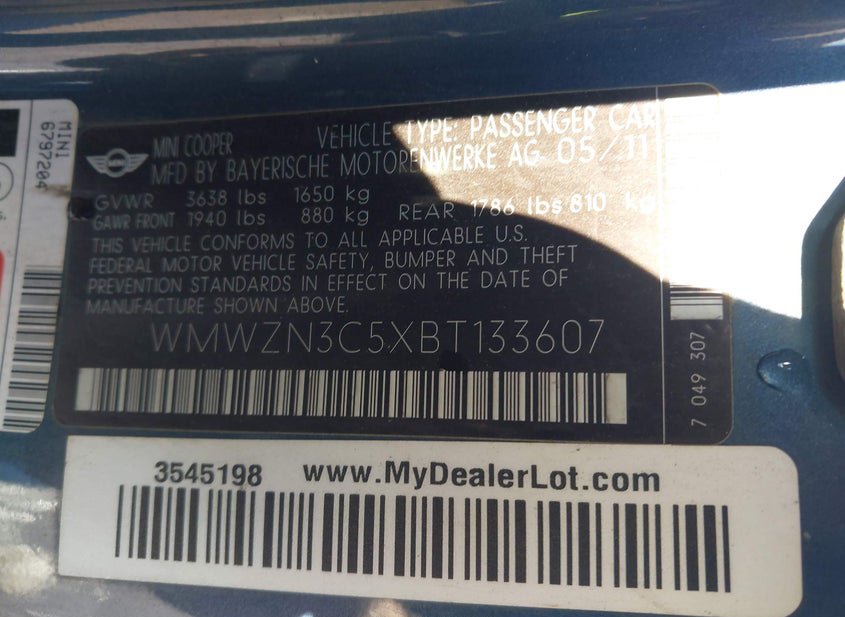 MINI COOPER VEHICLE TYPE: PASSENGER CAR
MFD BY BAYERISCHE MOTORENWERKE AG 05/11
GVWR 3638 lbs 1650 kg
GAWR FRONT 1940 lbs 880 kg REAR 1786 lbs 810 kg
THIS VEHICLE CONFORMS TO ALL APPLICABLE U.S.
FEDERAL MOTOR VEHICLE SAFETY, BUMPER AND THEFT
PREVENTION STANDARDS IN EFFECT ON THE DATE OF
MANUFACTURE SHOWN ABOVE.
WMWZN3C5XBT133607
7 049 307
MINI
6797204
3545198 www.MyDealerLot.com